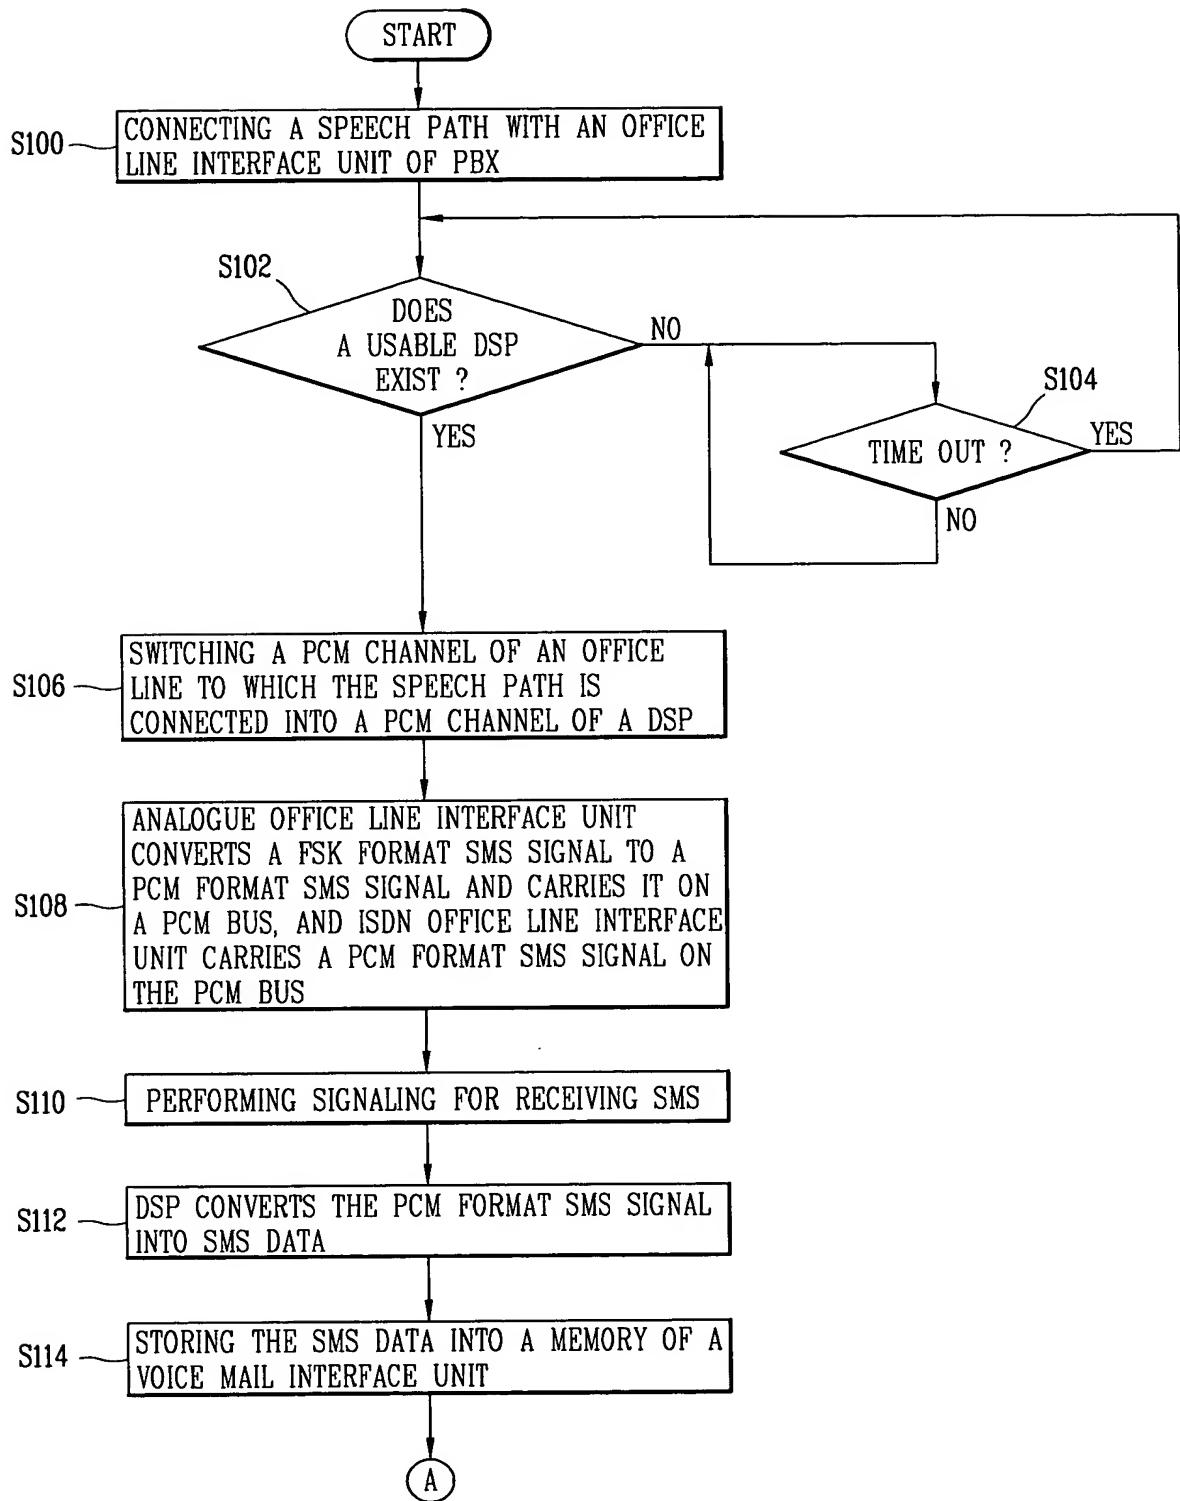 START
S100
CONNECTING A SPEECH PATH WITH AN OFFICE
LINE INTERFACE UNIT OF PBX
S102
DOES
A USABLE DSP
EXIST ?
NO
YES
S104
TIME OUT ?
YES
NO
S106
SWITCHING A PCM CHANNEL OF AN OFFICE
LINE TO WHICH THE SPEECH PATH IS
CONNECTED INTO A PCM CHANNEL OF A DSP
S108
ANALOGUE OFFICE LINE INTERFACE UNIT
CONVERTS A FSK FORMAT SMS SIGNAL TO A
PCM FORMAT SMS SIGNAL AND CARRIES IT ON
A PCM BUS, AND ISDN OFFICE LINE INTERFACE
UNIT CARRIES A PCM FORMAT SMS SIGNAL ON
THE PCM BUS
S110
PERFORMING SIGNALING FOR RECEIVING SMS
S112
DSP CONVERTS THE PCM FORMAT SMS SIGNAL
INTO SMS DATA
S114
STORING THE SMS DATA INTO A MEMORY OF A
VOICE MAIL INTERFACE UNIT
A